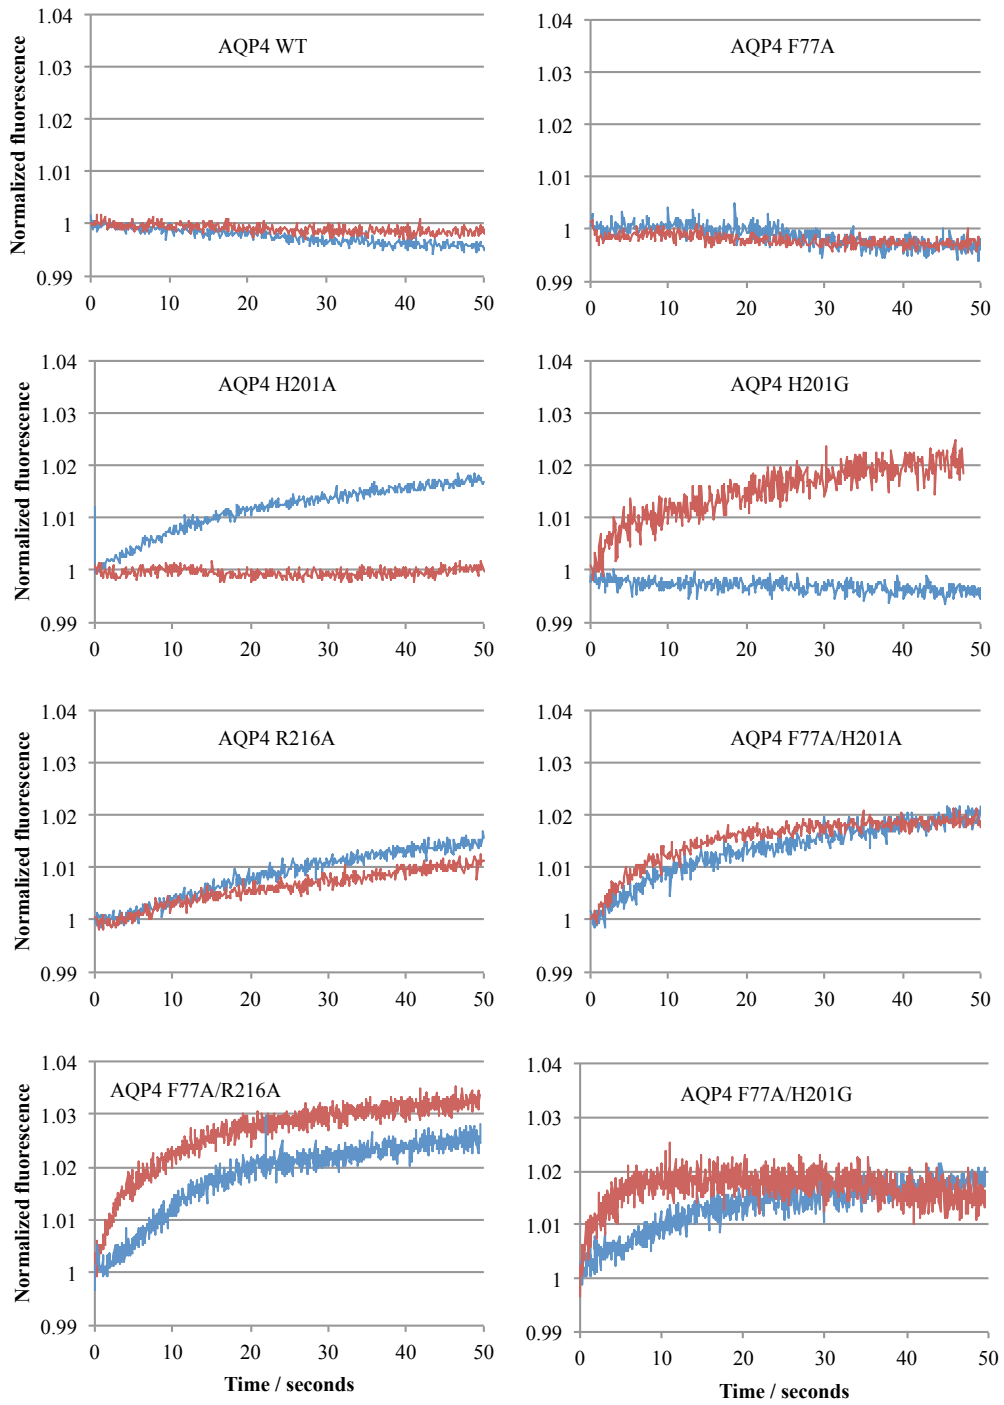 AQP4 WT
Normalized fluorescence
1.04
1.03
1.02
1.01
1
0.99
0 10 20 30 40 50
AQP4 F77A
1.04
1.03
1.02
1.01
1
0.99
0 10 20 30 40 50
AQP4 H201A
Normalized fluorescence
1.04
1.03
1.02
1.01
1
0.99
0 10 20 30 40 50
AQP4 H201G
1.04
1.03
1.02
1.01
1
0.99
0 10 20 30 40 50
AQP4 R216A
Normalized fluorescence
1.04
1.03
1.02
1.01
1
0.99
0 10 20 30 40 50
AQP4 F77A/H201A
1.04
1.03
1.02
1.01
1
0.99
0 10 20 30 40 50
AQP4 F77A/R216A
Normalized fluorescence
1.04
1.03
1.02
1.01
1
0.99
0 10 20 30 40 50
Time / seconds
AQP4 F77A/H201G
1.04
1.03
1.02
1.01
1
0.99
0 10 20 30 40 50
Time / seconds